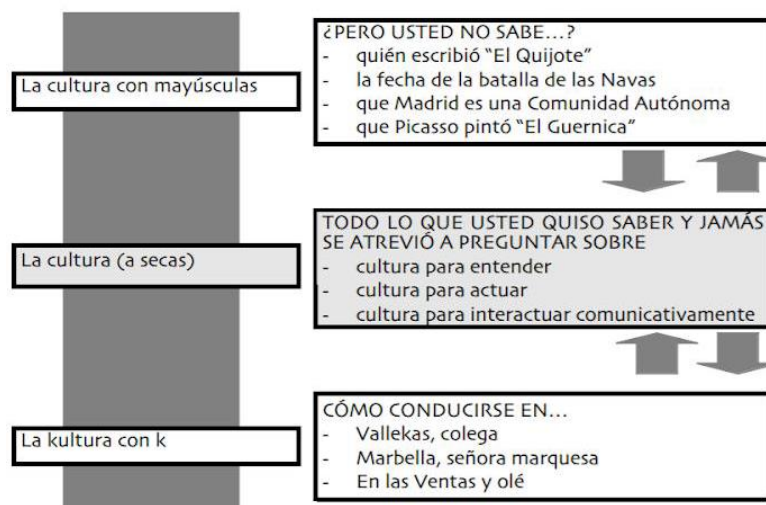 La cultura con mayúsculas
¿PERO USTED NO SABE…?
- quién escribió “El Quijote”
- la fecha de la batalla de las Navas
- que Madrid es una Comunidad Autónoma
- que Picasso pintó “El Guernica”
La cultura (a secas)
TODO LO QUE USTED QUISO SABER Y JAMÁS
SE ATREVIÓ A PREGUNTAR SOBRE
- cultura para entender
- cultura para actuar
- cultura para interactuar comunicativamente
La kultura con k
CÓMO CONDUCIRSE EN…
- Vallekas, colega
- Marbella, señora marquesa
- En las Ventas y olé